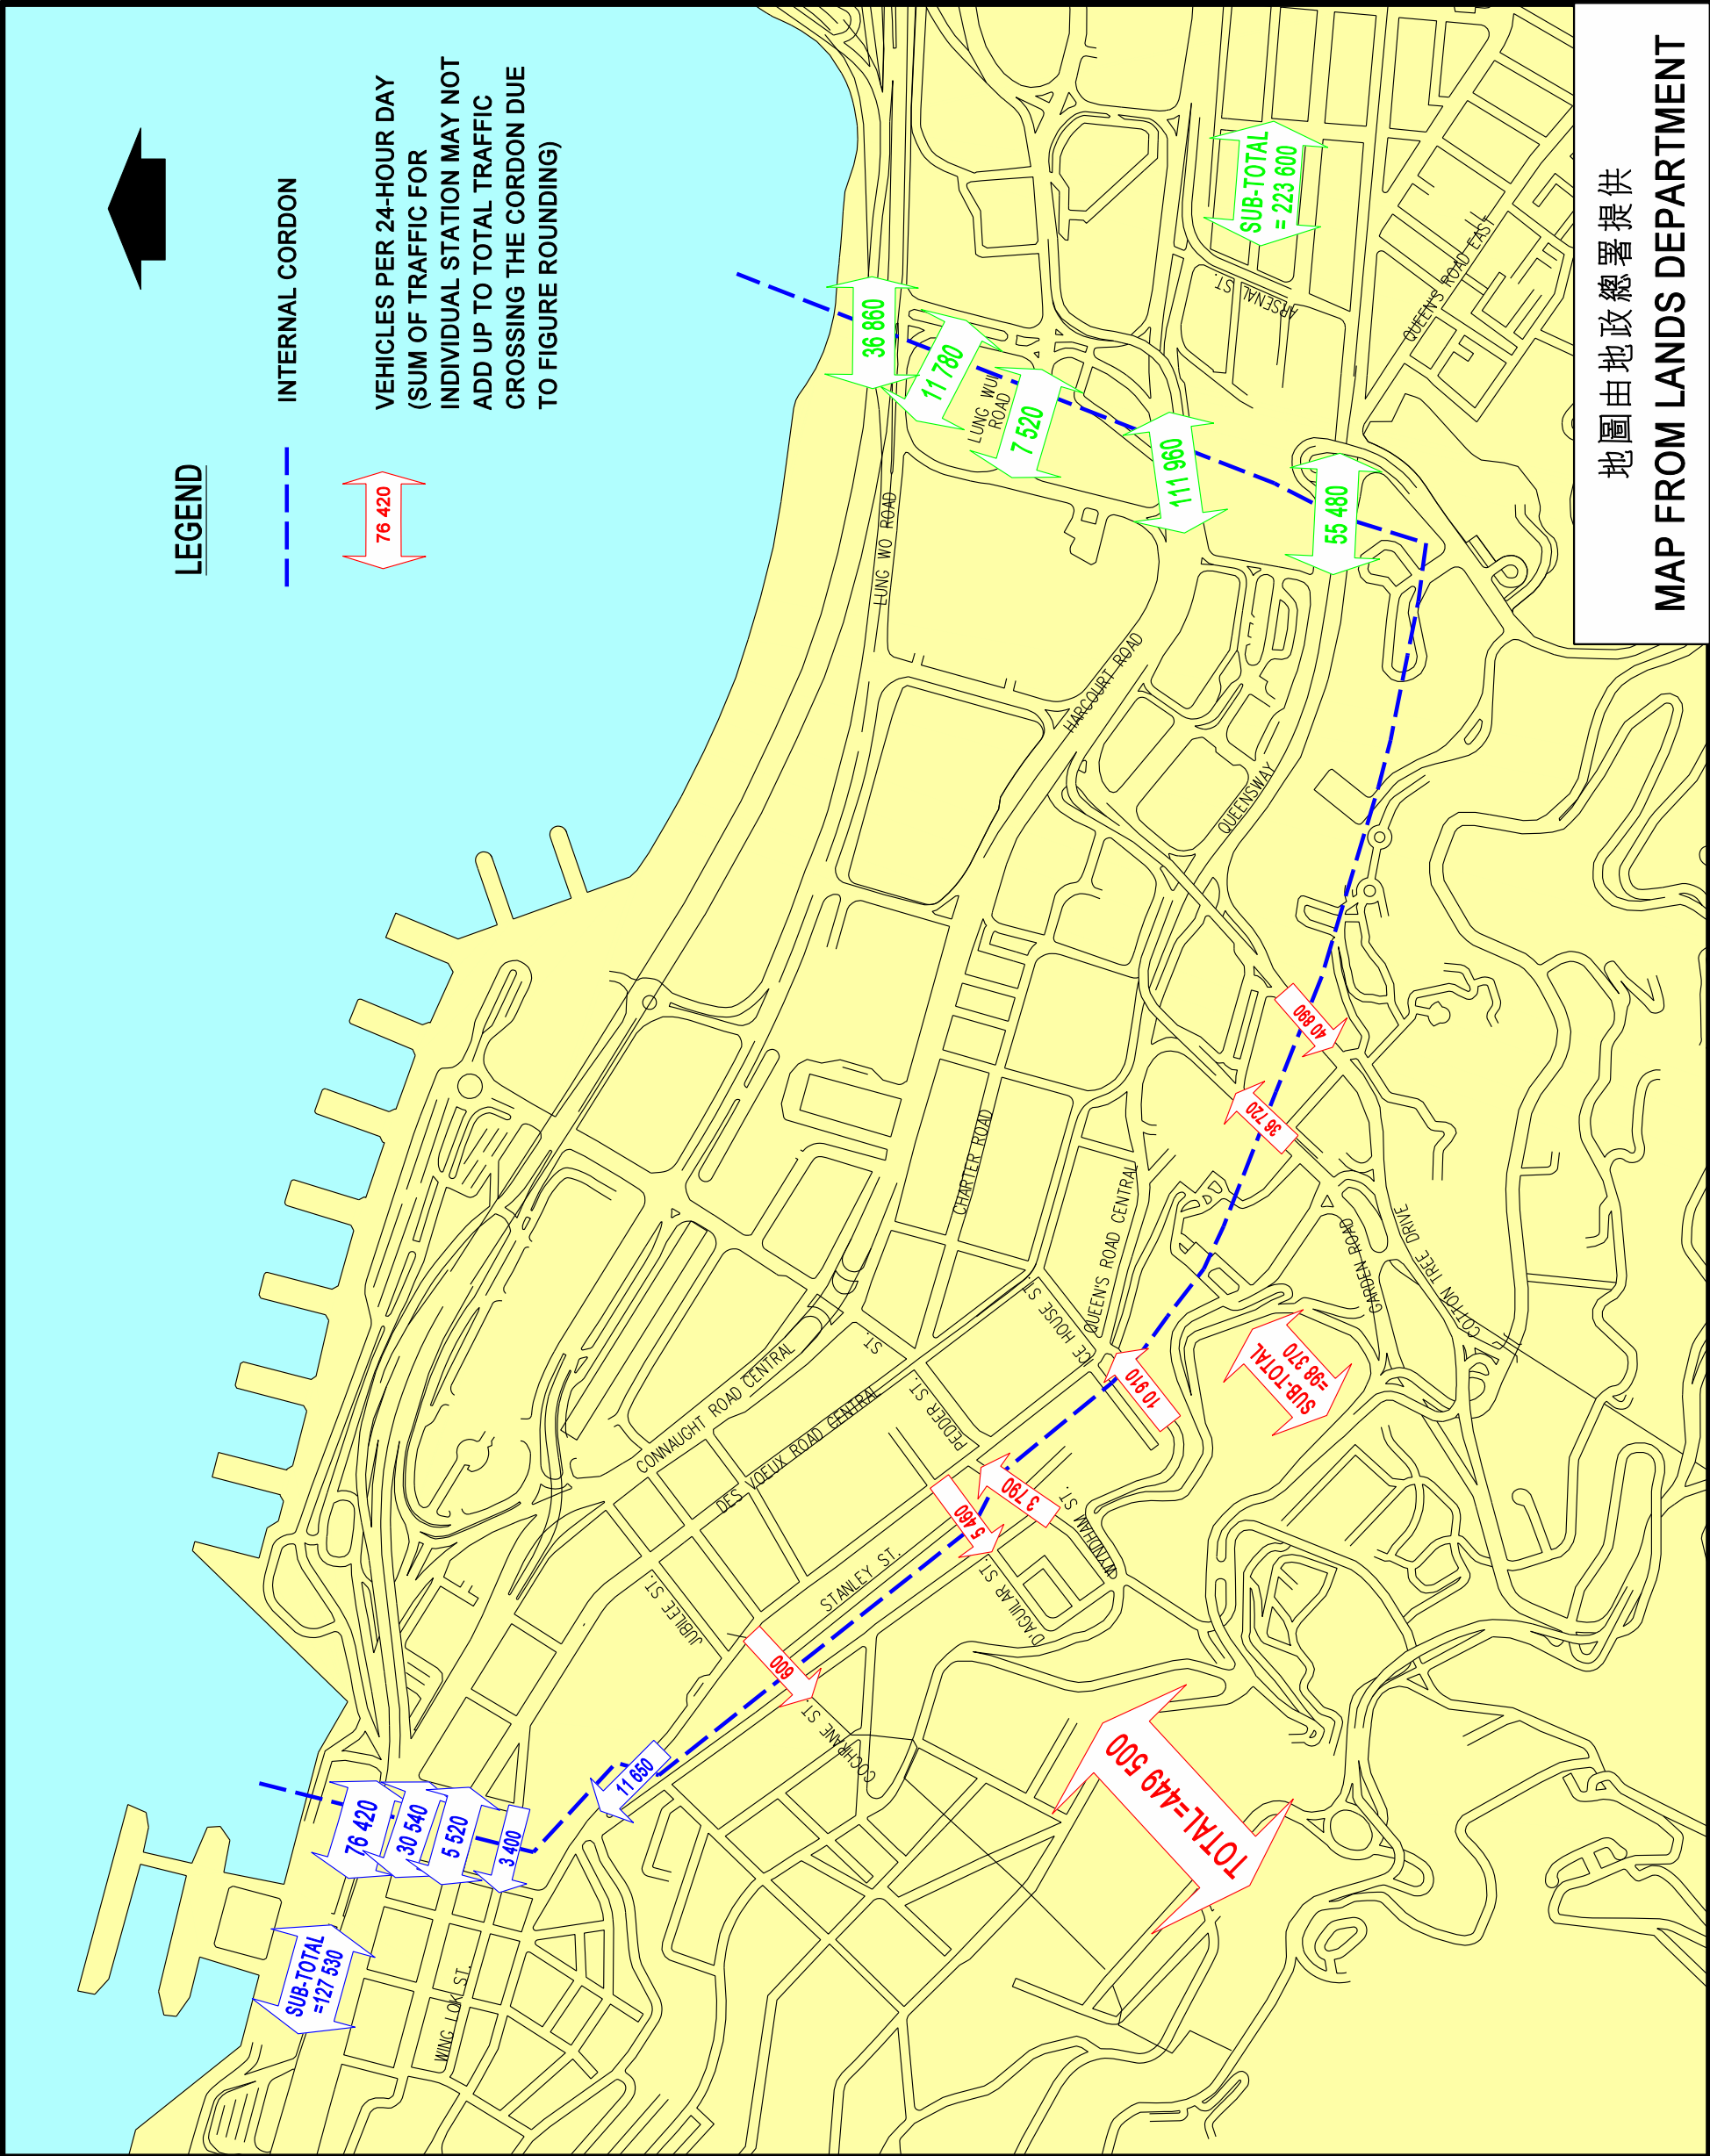 LEGEND
INTERNAL CORDON
76 420
VEHICLES PER 24-HOUR DAY
(SUM OF TRAFFIC FOR
INDIVIDUAL STATION MAY NOT
ADD UP TO TOTAL TRAFFIC
CROSSING THE CORDON DUE
TO FIGURE ROUNDING)
SUB-TOTAL
=127 530
76 420
30 540
5 520
3 400
11 650
WING LOK ST.
600
JUBILEE ST.
COCHRANE ST.
STANLEY ST.
CONNAUGHT ROAD CENTRAL
DES VOEUX ROAD CENTRAL
5 460
3 790
D'AGUILAR ST.
WYNDHAM ST.
PEDDER ST.
ST.
ICE HOUSE ST.
10 910
QUEEN'S ROAD CENTRAL
CHARTER ROAD
SUB-TOTAL
=98 370
TOTAL=449 500
36 720
40 890
GARDEN ROAD
COTTON TREE DRIVE
QUEENSWAY
HARCOURT ROAD
LUNG WO ROAD
36 860
11 780
LUNG WUI
ROAD
7 520
111 960
55 480
ARSENAL ST.
QUEEN'S ROAD EAST
SUB-TOTAL
= 223 600
地圖由地政總署提供
MAP FROM LANDS DEPARTMENT